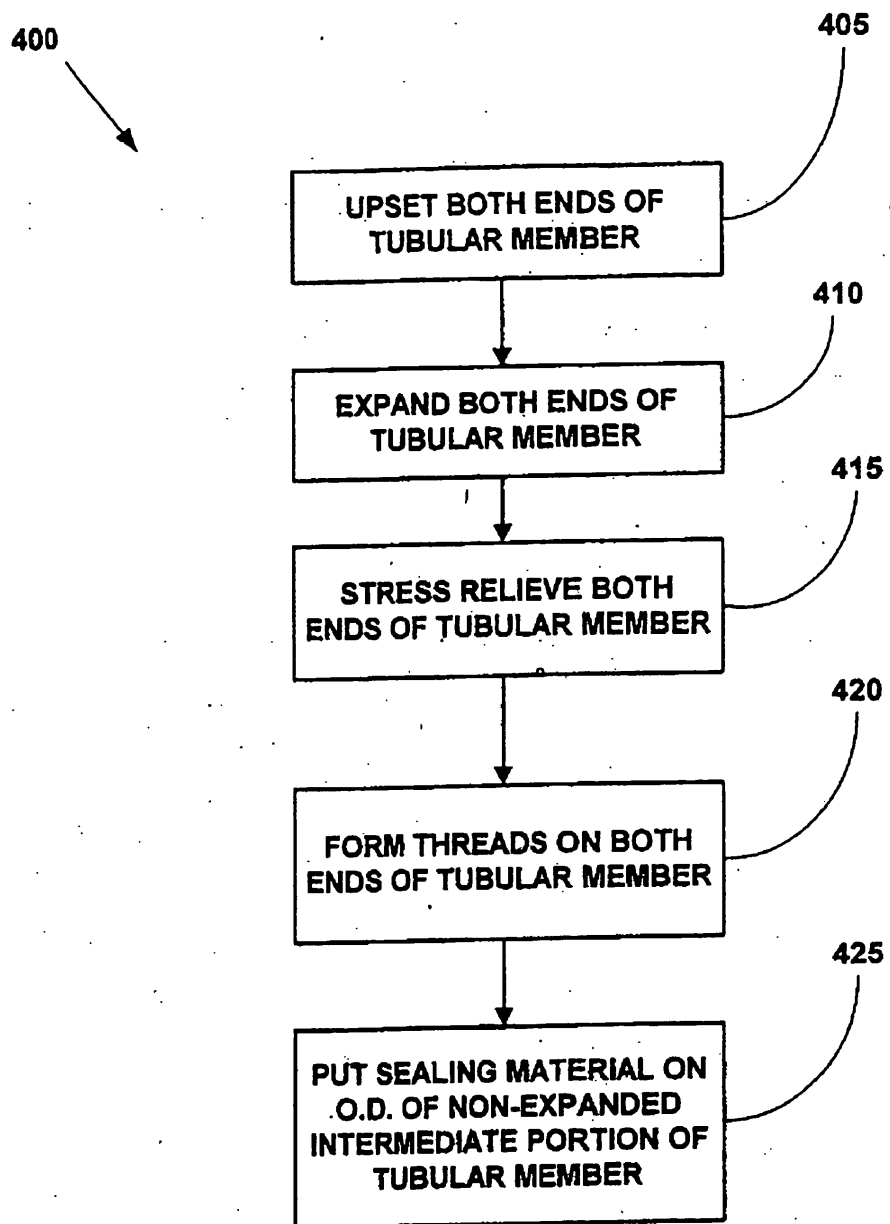 400
405
UPSET BOTH ENDS OF
TUBULAR MEMBER
410
EXPAND BOTH ENDS OF
TUBULAR MEMBER
415
STRESS RELIEVE BOTH
ENDS OF TUBULAR MEMBER
420
FORM THREADS ON BOTH
ENDS OF TUBULAR MEMBER
425
PUT SEALING MATERIAL ON
O.D. OF NON-EXPANDED
INTERMEDIATE PORTION OF
TUBULAR MEMBER